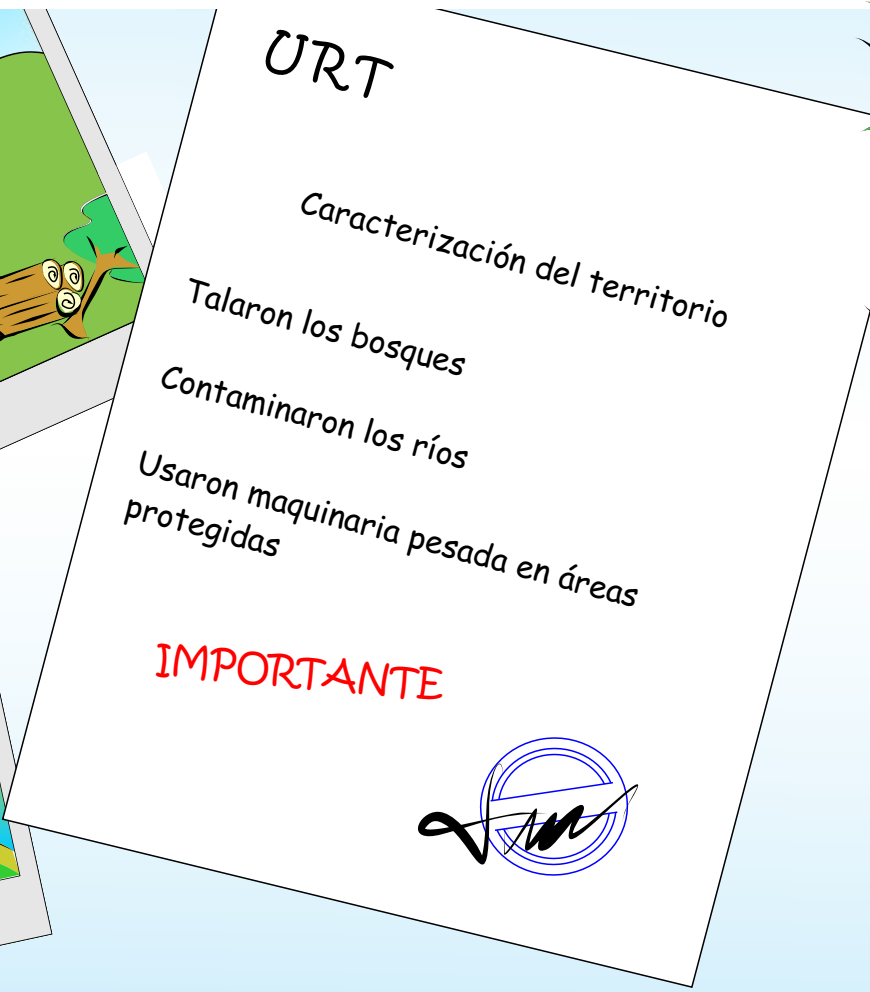 URT
Caracterización del territorio
Talaron los bosques
Contaminaron los ríos
Usaron maquinaria pesada en áreas
protegidas
IMPORTANTE